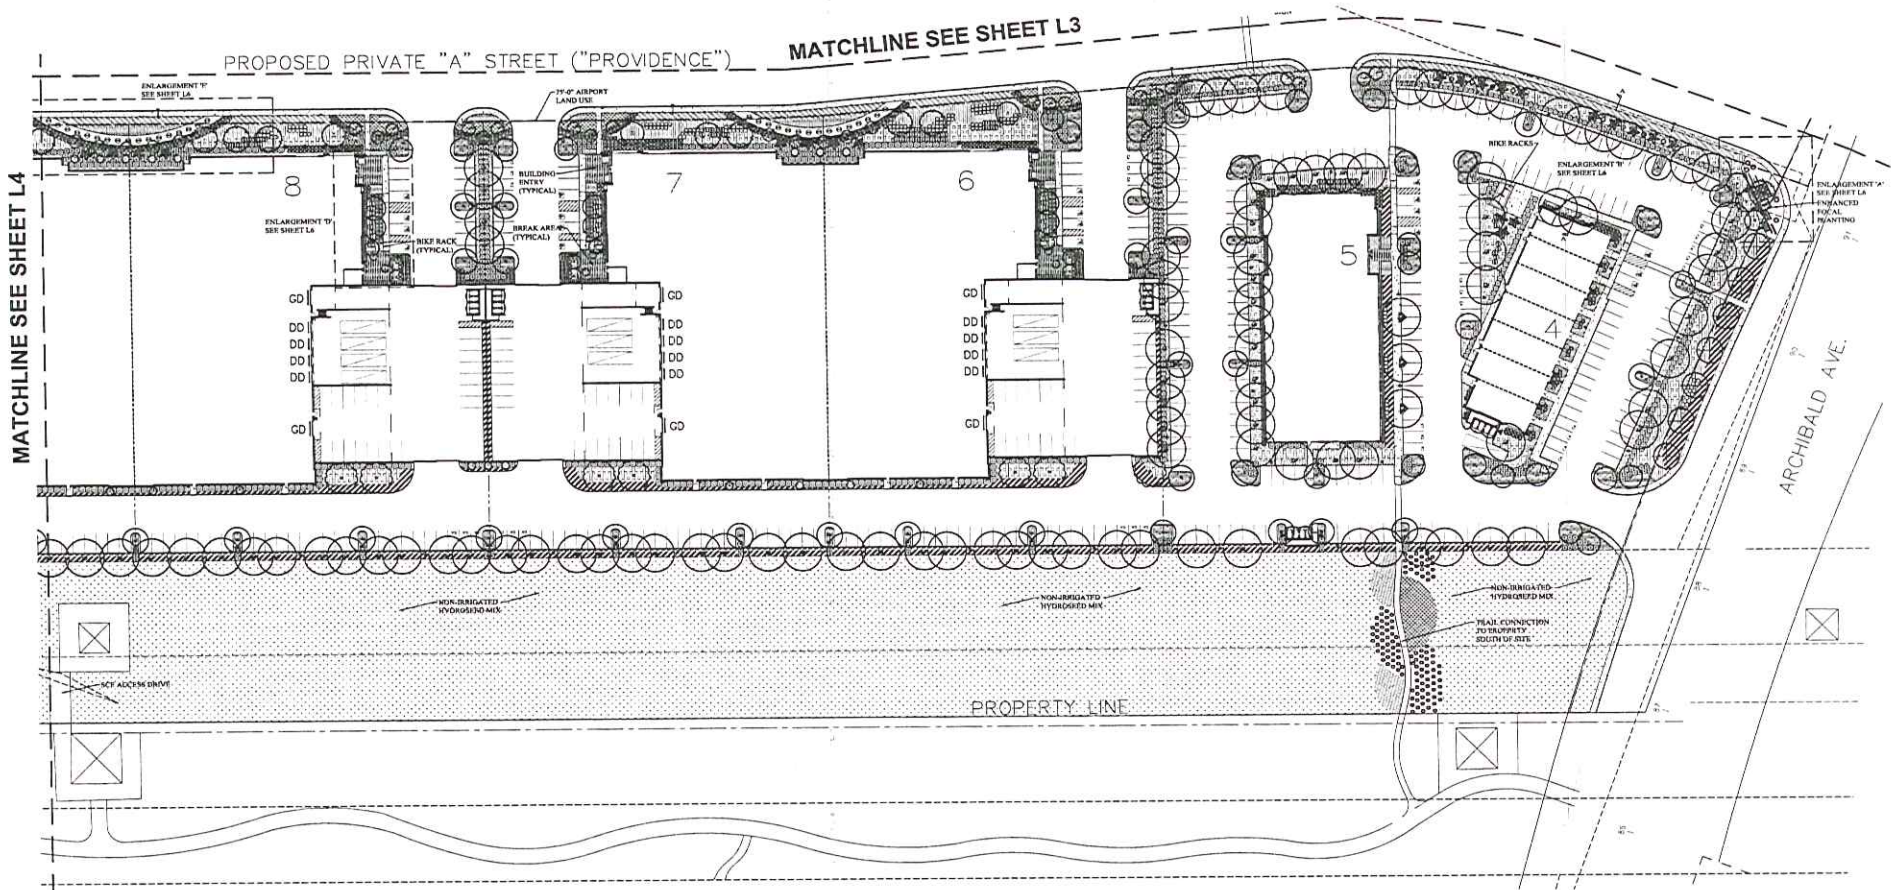 MATCHLINE SEE SHEET L3
PROPOSED PRIVATE "A" STREET ("PROVIDENCE")
MATCHLINE SEE SHEET L4
ENLARGEMENT 'F'
SEE SHEET L6
75'-0" AIRPORT
LAND USE
8
7
6
5
4
BUILDING
ENTRY
(TYPICAL)
ENLARGEMENT 'D'
SEE SHEET L6
BIKE RACK
(TYPICAL)
BREAK AREA
(TYPICAL)
BIKE RACKS
ENLARGEMENT 'B'
SEE SHEET L6
ENLARGEMENT 'A'
SEE SHEET L6
ENHANCED
FOCAL
PLANTING
GD
DD
DD
DD
DD
GD
GD
DD
DD
DD
DD
GD
GD
DD
DD
DD
DD
GD
ARCHIBALD AVE.
NON-IRRIGATED
HYDROSEED MIX
NON-IRRIGATED
HYDROSEED MIX
NON-IRRIGATED
HYDROSEED MIX
TRAIL CONNECTION
TO PROPERTY
SOUTH OF SITE
SCE ACCESS DRIVE
PROPERTY LINE